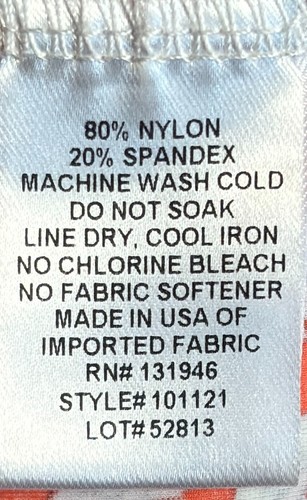 80% NYLON
20% SPANDEX
MACHINE WASH COLD
DO NOT SOAK
LINE DRY, COOL IRON
NO CHLORINE BLEACH
NO FABRIC SOFTENER
MADE IN USA OF
IMPORTED FABRIC
RN# 131946
STYLE# 101121
LOT# 52813